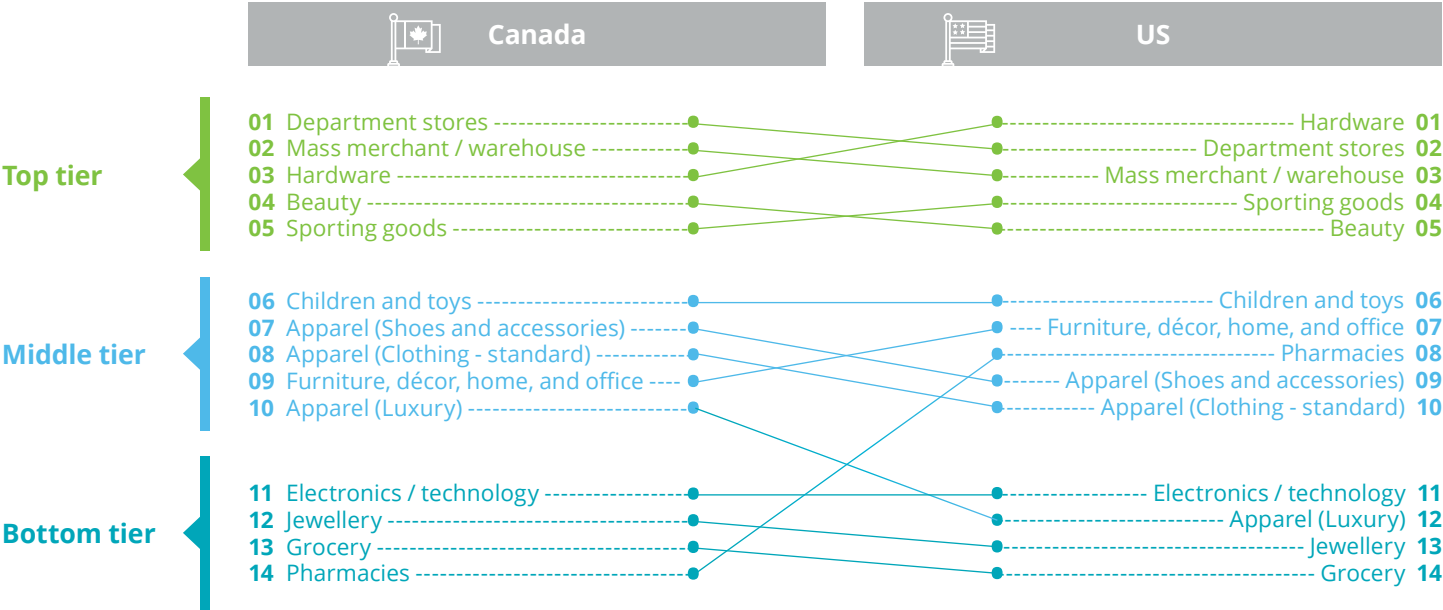 Canada
US
Top tier
01 Department stores
02 Mass merchant / warehouse
03 Hardware
04 Beauty
05 Sporting goods
Hardware 01
Department stores 02
Mass merchant / warehouse 03
Sporting goods 04
Beauty 05
Middle tier
06 Children and toys
07 Apparel (Shoes and accessories)
08 Apparel (Clothing - standard)
09 Furniture, décor, home, and office
10 Apparel (Luxury)
Children and toys 06
Furniture, décor, home, and office 07
Pharmacies 08
Apparel (Shoes and accessories) 09
Apparel (Clothing - standard) 10
Bottom tier
11 Electronics / technology
12 Jewellery
13 Grocery
14 Pharmacies
Electronics / technology 11
Apparel (Luxury) 12
Jewellery 13
Grocery 14